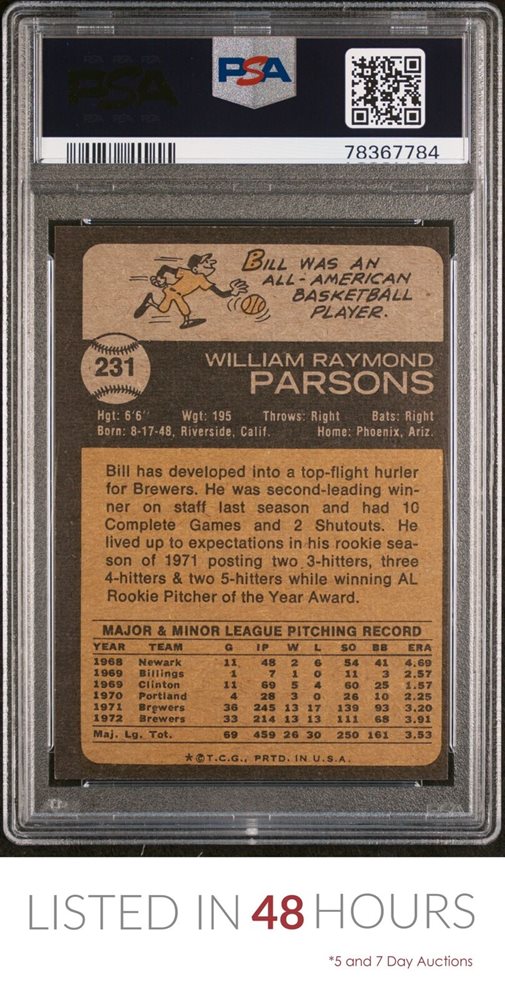 PSA
78367784
BILL WAS AN
ALL-AMERICAN
BASKETBALL
PLAYER.
231
WILLIAM RAYMOND
PARSONS
Hgt: 6'6" Wgt: 195 Throws: Right Bats: Right
Born: 8-17-48, Riverside, Calif. Home: Phoenix, Ariz.
Bill has developed into a top-flight hurler
for Brewers. He was second-leading win-
ner on staff last season and had 10
Complete Games and 2 Shutouts. He
lived up to expectations in his rookie sea-
son of 1971 posting two 3-hitters, three
4-hitters & two 5-hitters while winning AL
Rookie Pitcher of the Year Award.
MAJOR & MINOR LEAGUE PITCHING RECORD
YEAR TEAM G IP W L SO BB ERA
1968 Newark 11 48 2 6 54 41 4.69
1969 Billings 1 7 1 0 11 3 2.57
1969 Clinton 11 69 5 4 60 25 1.57
1970 Portland 4 28 3 0 26 10 2.25
1971 Brewers 36 245 13 17 139 93 3.20
1972 Brewers 33 214 13 13 111 68 3.91
Maj. Lg. Tot. 69 459 26 30 250 161 3.53
★ © T.C.G., PRTD. IN U.S.A.
LISTED IN 48 HOURS
*5 and 7 Day Auctions